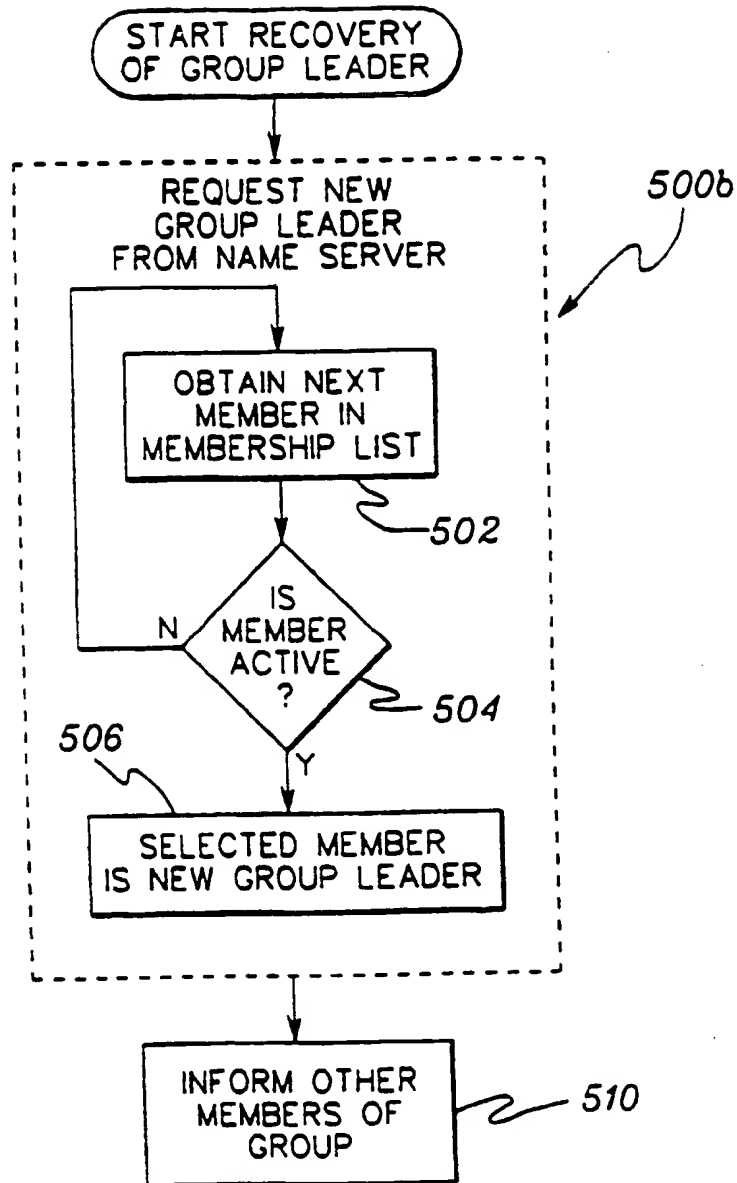 START RECOVERY
OF GROUP LEADER
REQUEST NEW
GROUP LEADER
FROM NAME SERVER
500b
OBTAIN NEXT
MEMBER IN
MEMBERSHIP LIST
502
IS
MEMBER
ACTIVE
?
N
504
Y
506
SELECTED MEMBER
IS NEW GROUP LEADER
INFORM OTHER
MEMBERS OF
GROUP
510